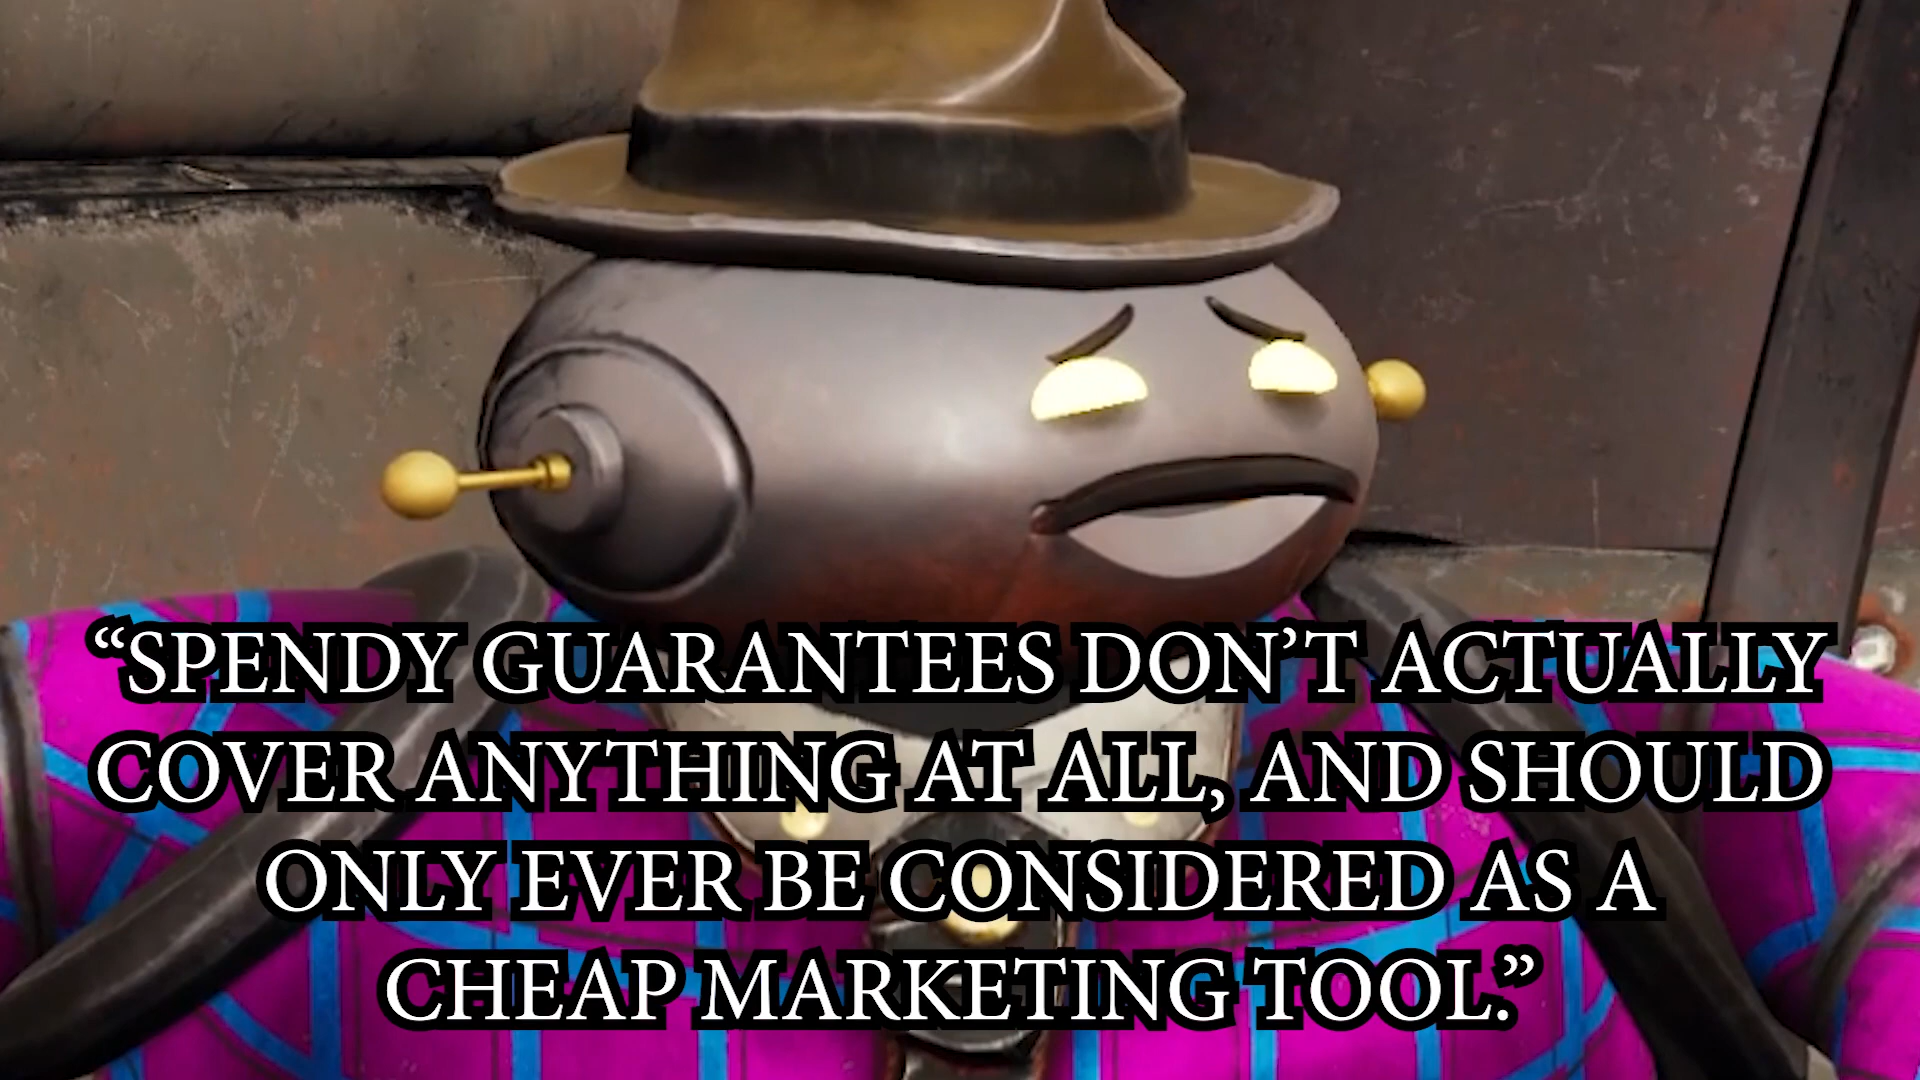 “SPENDY GUARANTEES DON’T ACTUALLY
COVER ANYTHING AT ALL, AND SHOULD
ONLY EVER BE CONSIDERED AS A
CHEAP MARKETING TOOL.”